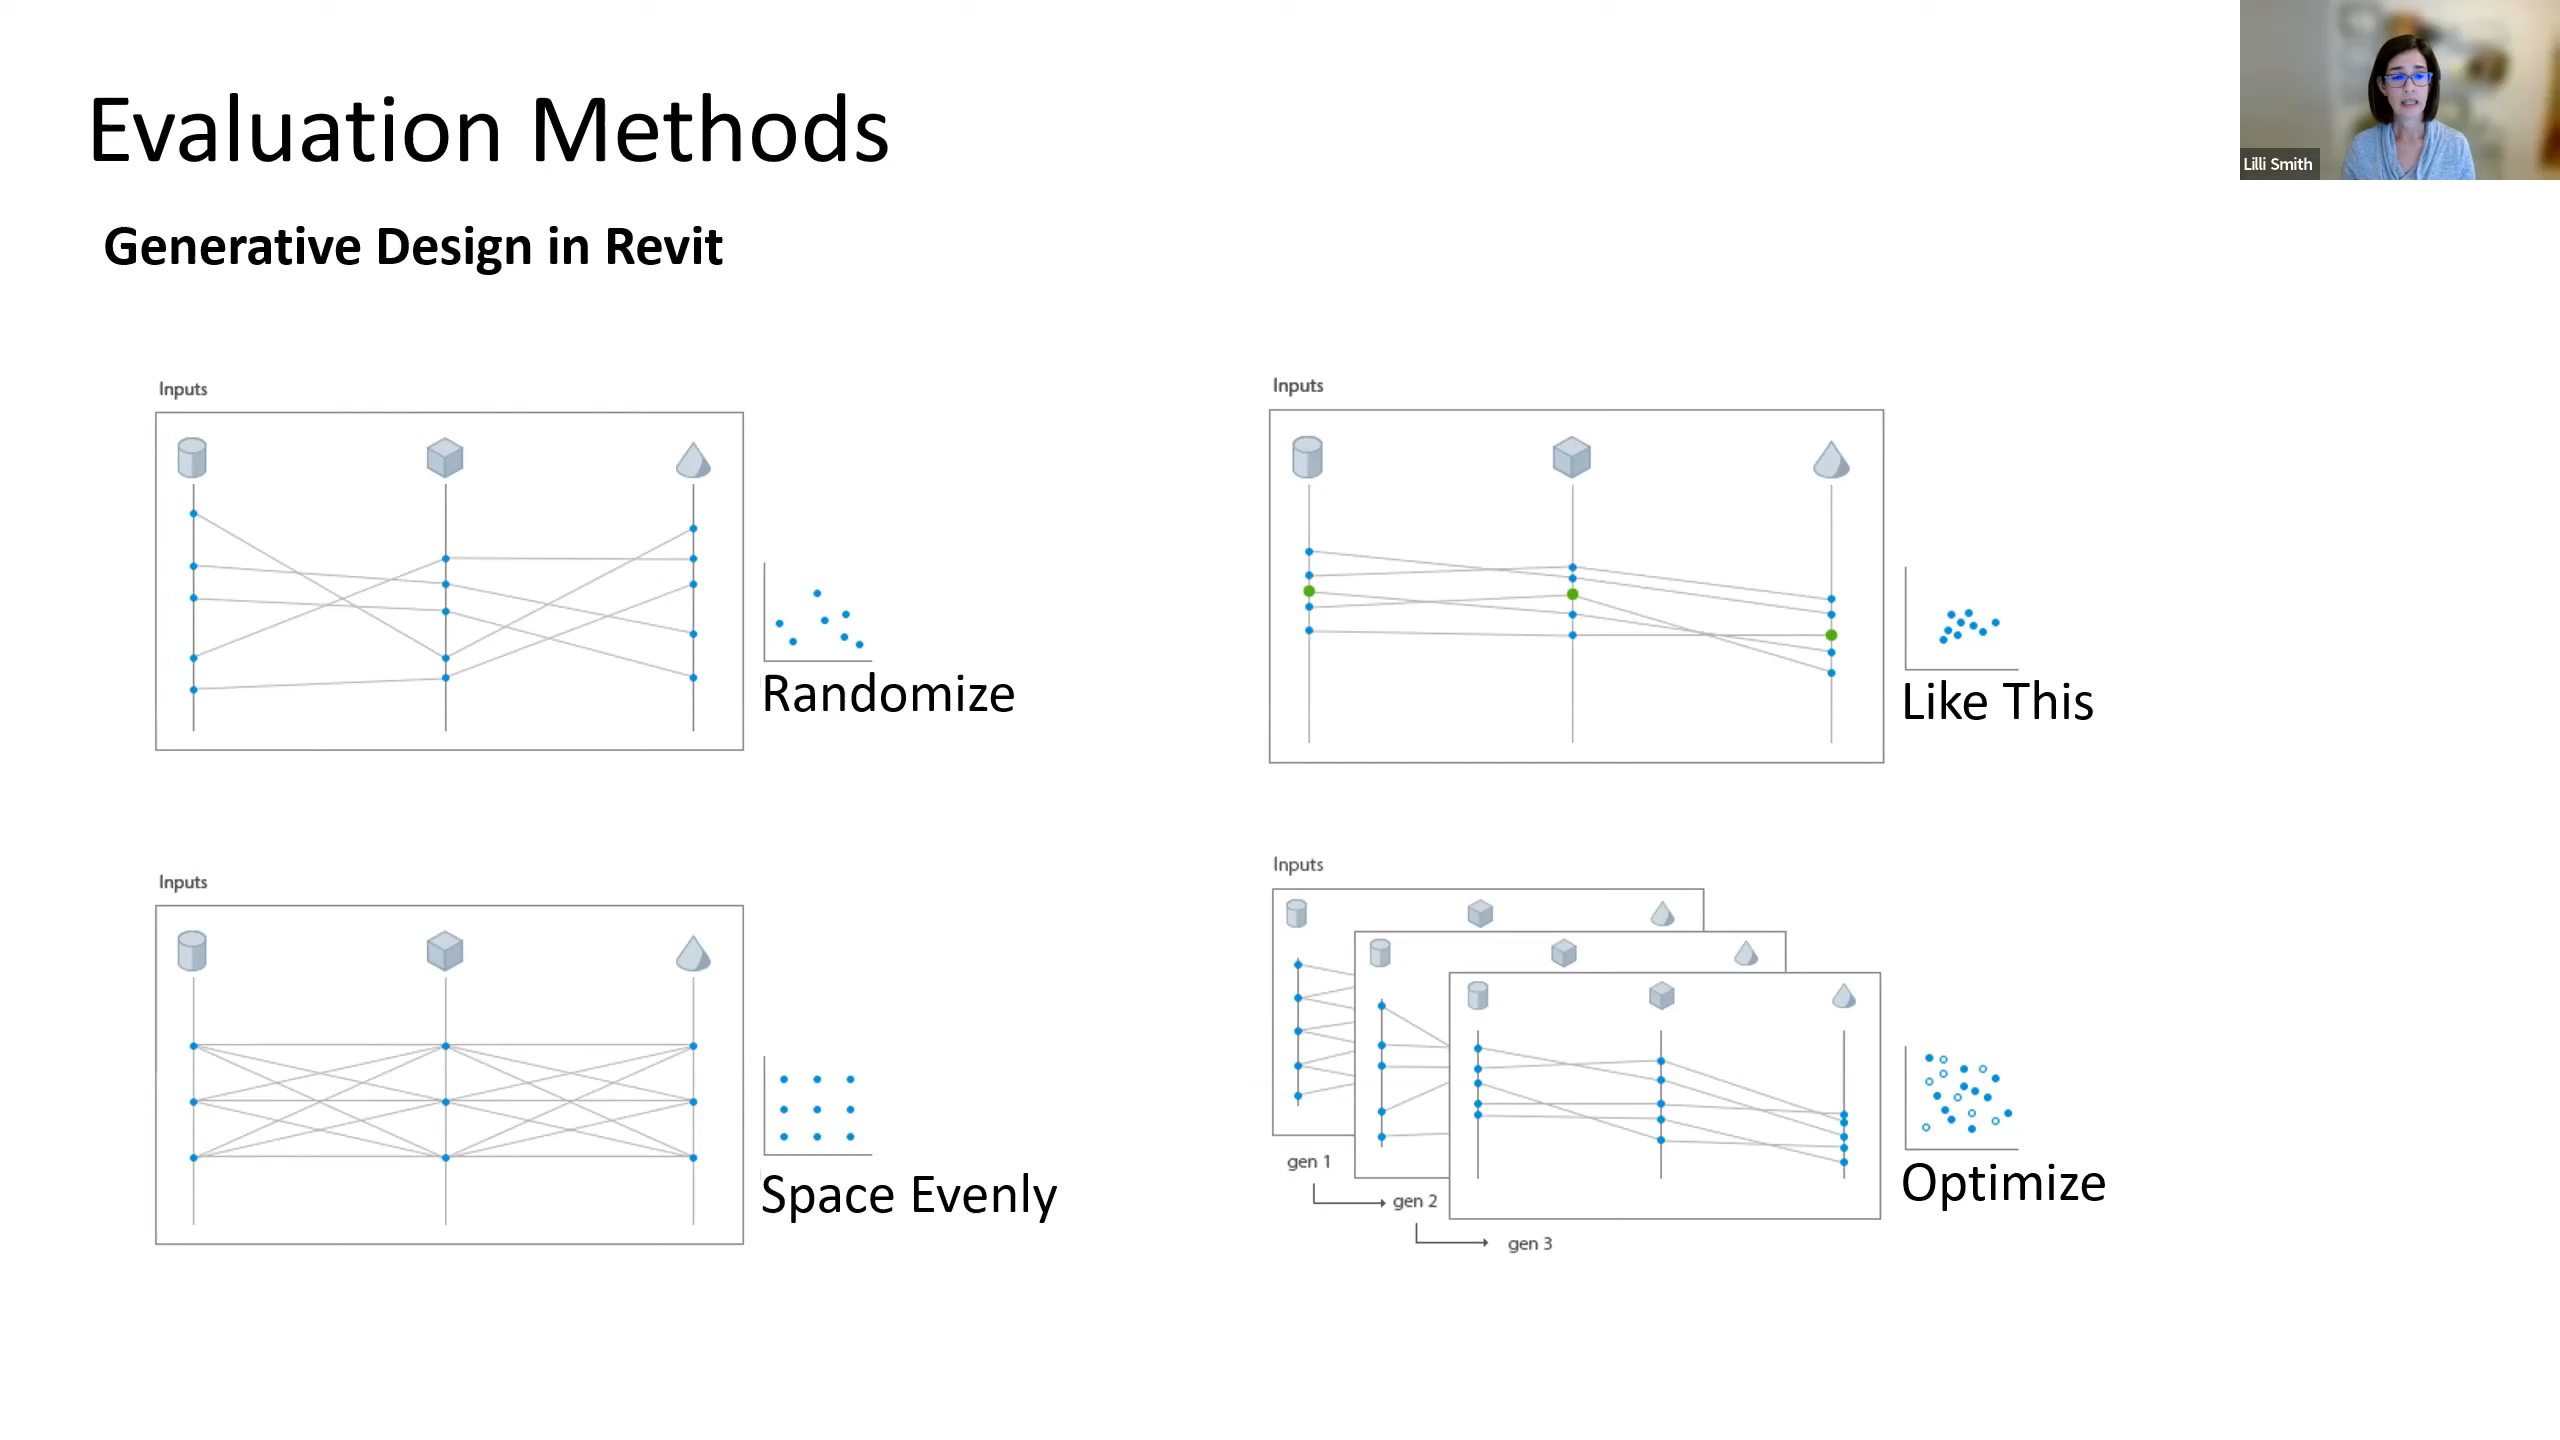 Evaluation Methods
Lilli Smith
Generative Design in Revit
Inputs
Randomize
Inputs
Like This
Inputs
Space Evenly
Inputs
gen 1
gen 2
gen 3
Optimize